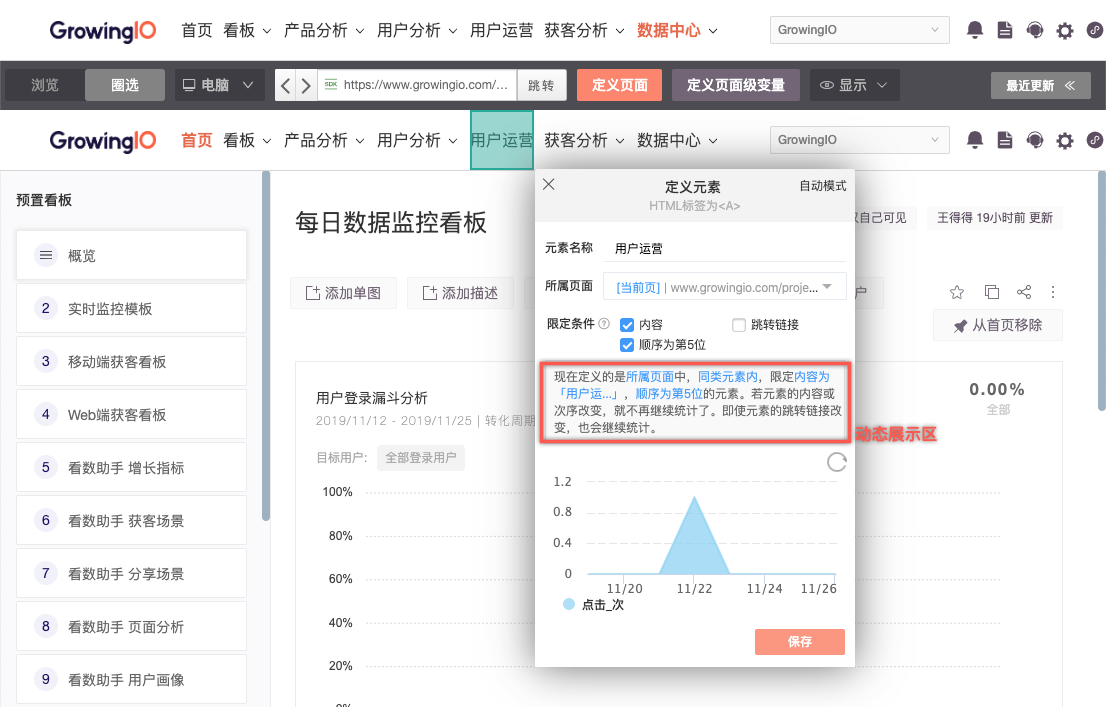 GrowingIO 首页 看板 产品分析 用户分析 用户运营 获客分析 数据中心 GrowingIO
浏览 圈选 电脑 SDK https://www.growingio.com/... 跳转 定义页面 定义页面级变量 显示 最近更新
GrowingIO 首页 看板 产品分析 用户分析 用户运营 获客分析 数据中心 GrowingIO
预置看板
概览
2 实时监控模板
3 移动端获客看板
4 Web端获客看板
5 看数助手 增长指标
6 看数助手 获客场景
7 看数助手 分享场景
8 看数助手 页面分析
9 看数助手 用户画像
每日数据监控看板
自己可见
王得得 19小时前 更新
添加单图
添加描述
户
从首页移除
用户登录漏斗分析
2019/11/12 - 2019/11/25 | 转化周期
目标用户: 全部登录用户
0.00%
全部
100%
80%
60%
40%
20%
定义元素
自动模式
HTML标签为<A>
元素名称 用户运营
所属页面 [当前页] | www.growingio.com/proje...
限定条件 ? 内容 跳转链接
顺序为第5位
现在定义的是所属页面中，同类元素内，限定内容为
「用户运...」，顺序为第5位的元素。若元素的内容或
次序改变，就不再继续统计了。即使元素的跳转链接改
变，也会继续统计。
动态展示区
1.2
0.8
0.4
0
11/20 11/22 11/24 11/26
点击_次
保存